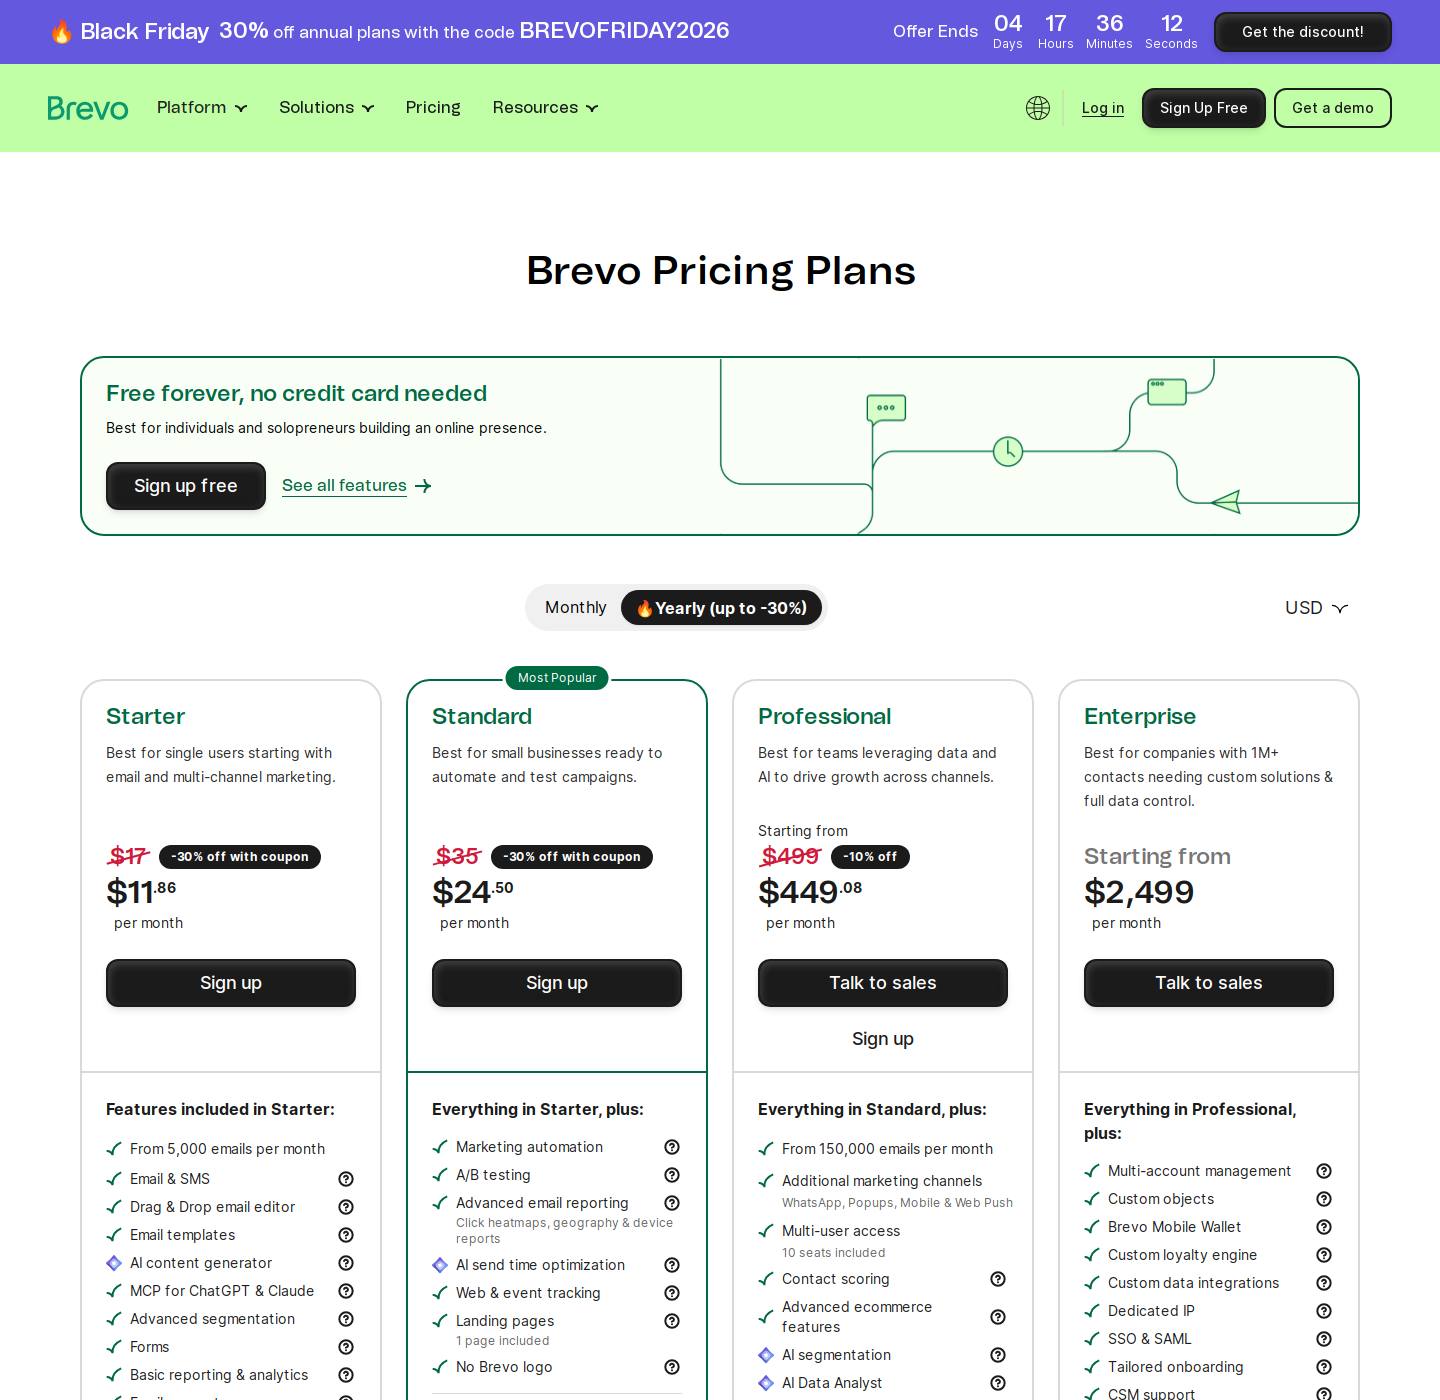 🔥 Black Friday 30% off annual plans with the code BREVOFRIDAY2026
Offer Ends 04 Days 17 Hours 36 Minutes 12 Seconds
Get the discount!
Brevo Platform Solutions Pricing Resources
Log in Sign Up Free Get a demo
Brevo Pricing Plans
Free forever, no credit card needed
Best for individuals and solopreneurs building an online presence.
Sign up free See all features
Monthly 🔥Yearly (up to -30%)
USD
Starter
Best for single users starting with
email and multi-channel marketing.
$17 -30% off with coupon
$11.86
per month
Sign up
Features included in Starter:
From 5,000 emails per month
Email & SMS
Drag & Drop email editor
Email templates
AI content generator
MCP for ChatGPT & Claude
Advanced segmentation
Forms
Basic reporting & analytics
Most Popular
Standard
Best for small businesses ready to
automate and test campaigns.
$35 -30% off with coupon
$24.50
per month
Sign up
Everything in Starter, plus:
Marketing automation
A/B testing
Advanced email reporting
Click heatmaps, geography & device
reports
AI send time optimization
Web & event tracking
Landing pages
1 page included
No Brevo logo
Professional
Best for teams leveraging data and
AI to drive growth across channels.
Starting from
$499 -10% off
$449.08
per month
Talk to sales
Sign up
Everything in Standard, plus:
From 150,000 emails per month
Additional marketing channels
WhatsApp, Popups, Mobile & Web Push
Multi-user access
10 seats included
Contact scoring
Advanced ecommerce
features
AI segmentation
AI Data Analyst
Enterprise
Best for companies with 1M+
contacts needing custom solutions &
full data control.
Starting from
$2,499
per month
Talk to sales
Everything in Professional,
plus:
Multi-account management
Custom objects
Brevo Mobile Wallet
Custom loyalty engine
Custom data integrations
Dedicated IP
SSO & SAML
Tailored onboarding
CSM support